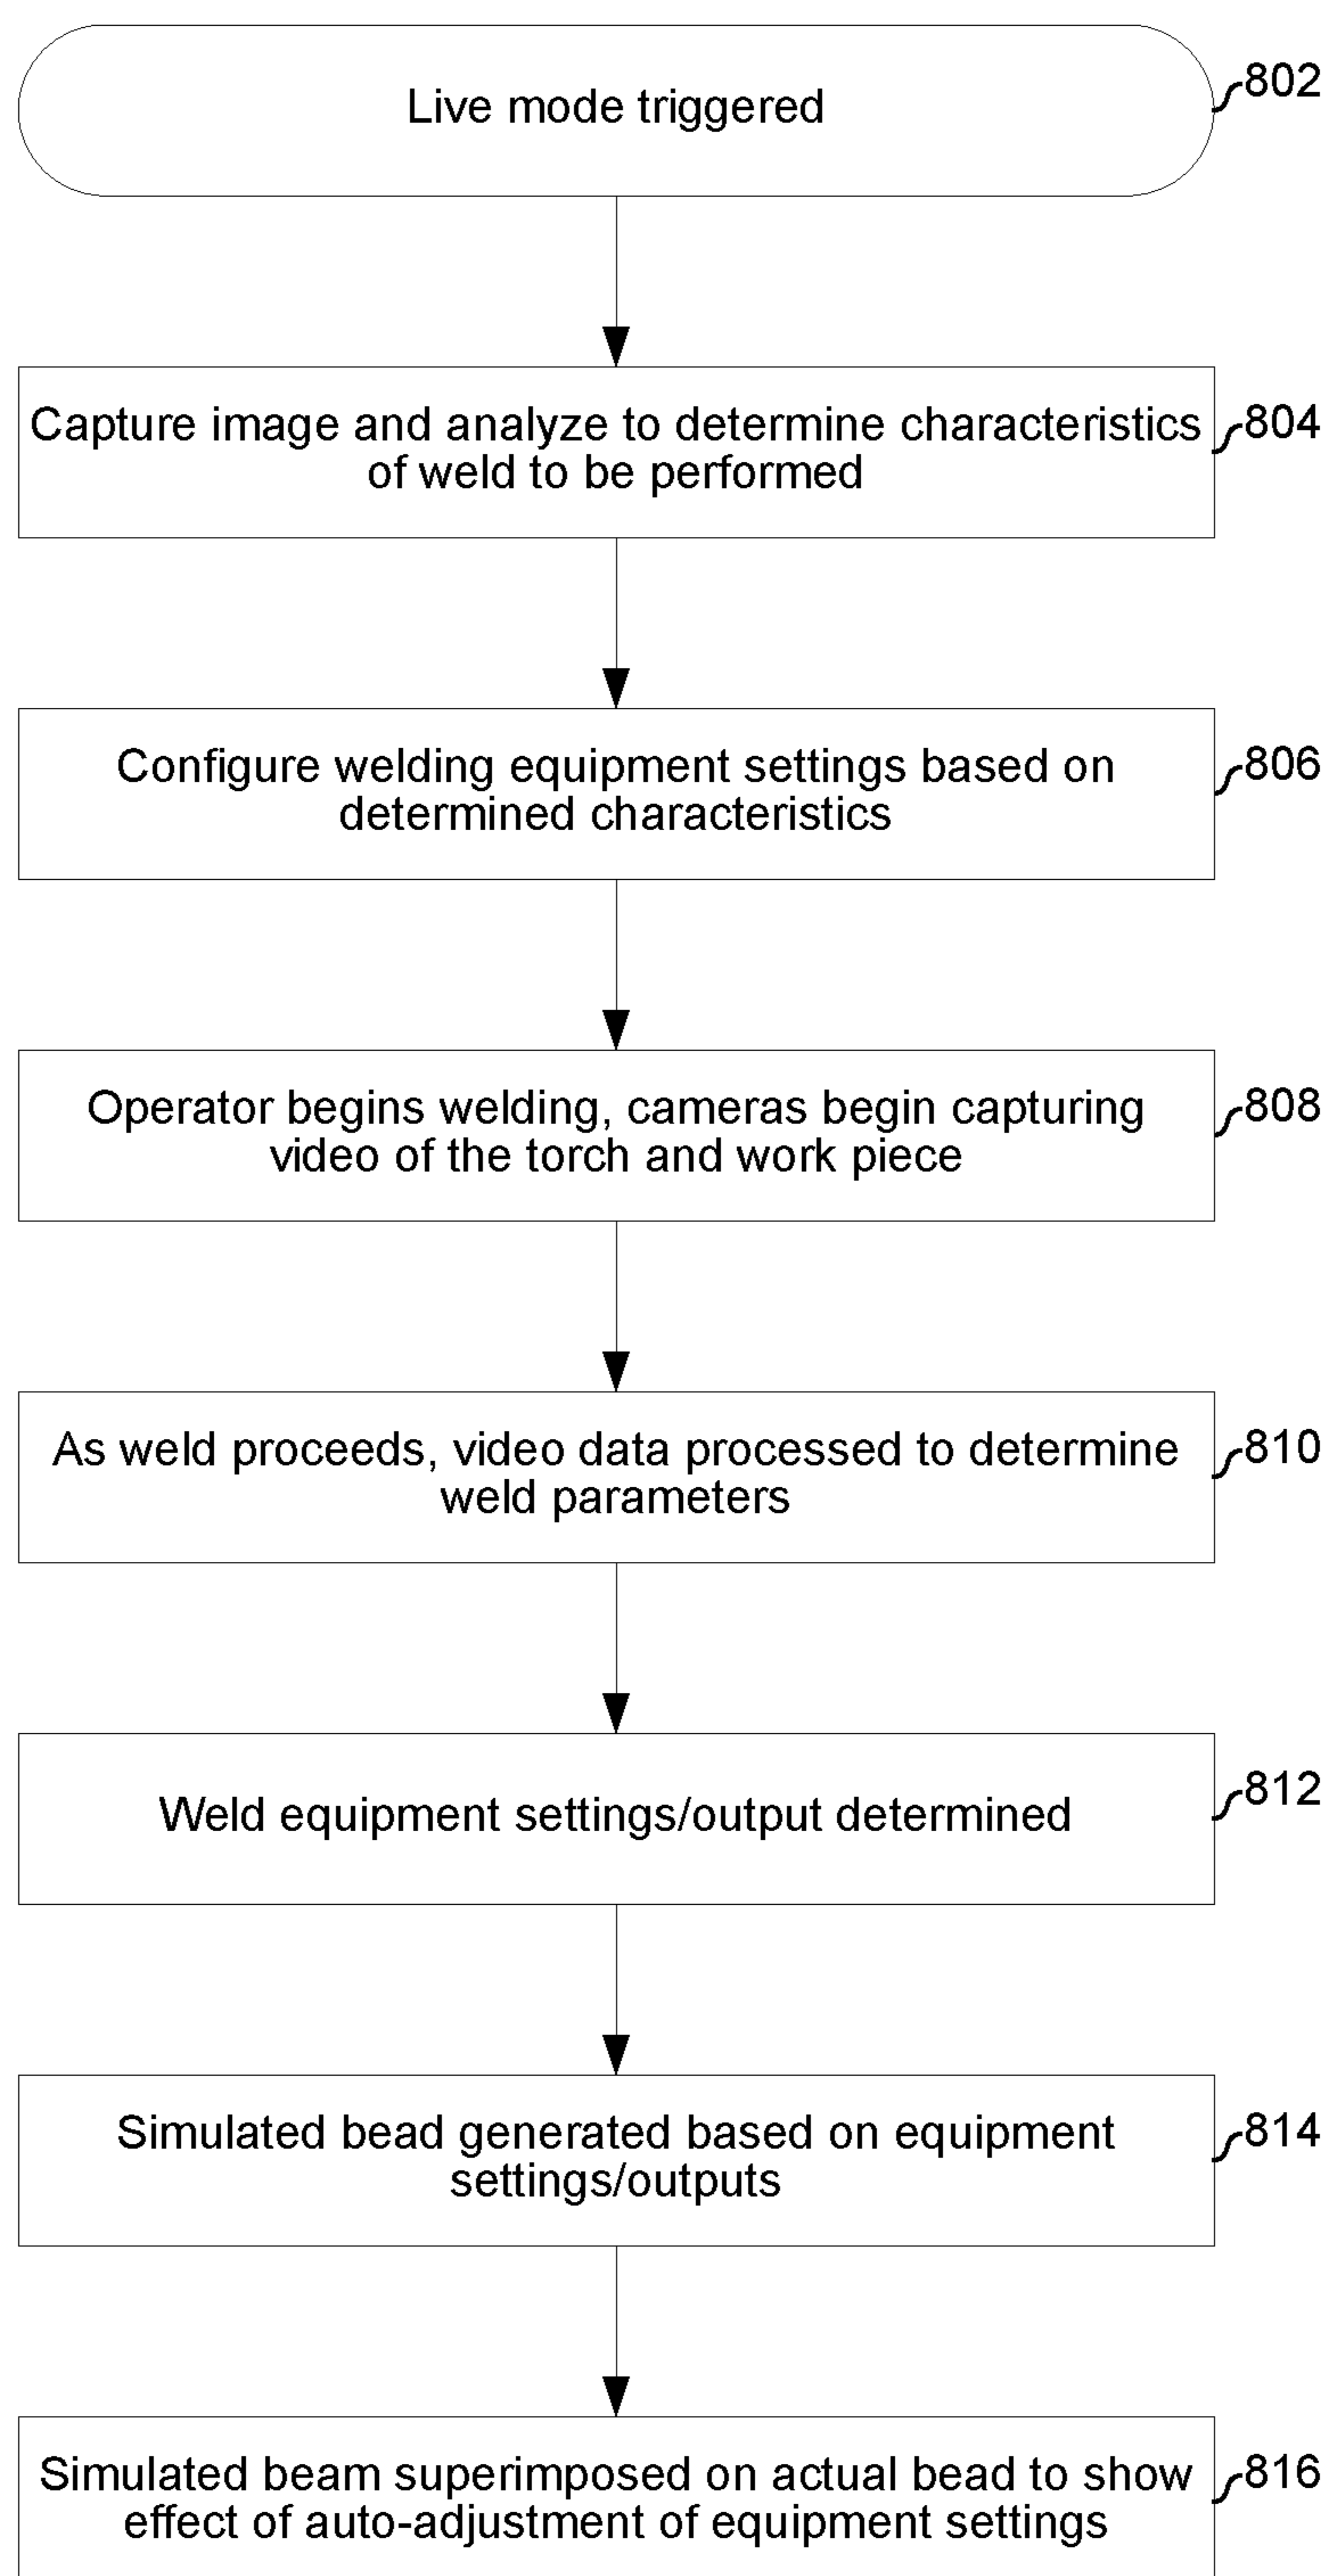 Live mode triggered
802
Capture image and analyze to determine characteristics
of weld to be performed
804
Configure welding equipment settings based on
determined characteristics
806
Operator begins welding, cameras begin capturing
video of the torch and work piece
808
As weld proceeds, video data processed to determine
weld parameters
810
Weld equipment settings/output determined
812
Simulated bead generated based on equipment
settings/outputs
814
Simulated beam superimposed on actual bead to show
effect of auto-adjustment of equipment settings
816